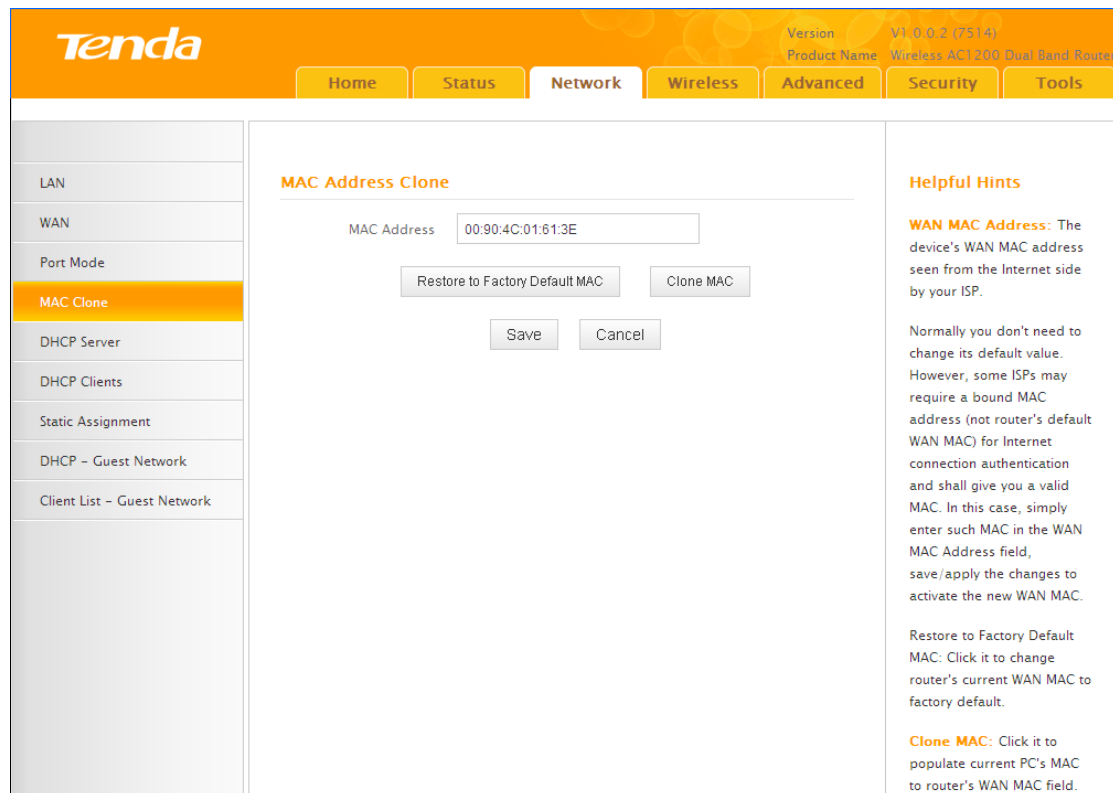 Tenda
Version V1.0.0.2 (7514)
Product Name Wireless AC1200 Dual Band Router
Home Status Network Wireless Advanced Security Tools
LAN
WAN
Port Mode
MAC Clone
DHCP Server
DHCP Clients
Static Assignment
DHCP – Guest Network
Client List – Guest Network
MAC Address Clone
MAC Address 00:90:4C:01:61:3E
Restore to Factory Default MAC Clone MAC
Save Cancel
Helpful Hints
WAN MAC Address: The
device's WAN MAC address
seen from the Internet side
by your ISP.
Normally you don't need to
change its default value.
However, some ISPs may
require a bound MAC
address (not router's default
WAN MAC) for Internet
connection authentication
and shall give you a valid
MAC. In this case, simply
enter such MAC in the WAN
MAC Address field,
save/apply the changes to
activate the new WAN MAC.
Restore to Factory Default
MAC: Click it to change
router's current WAN MAC to
factory default.
Clone MAC: Click it to
populate current PC's MAC
to router's WAN MAC field.